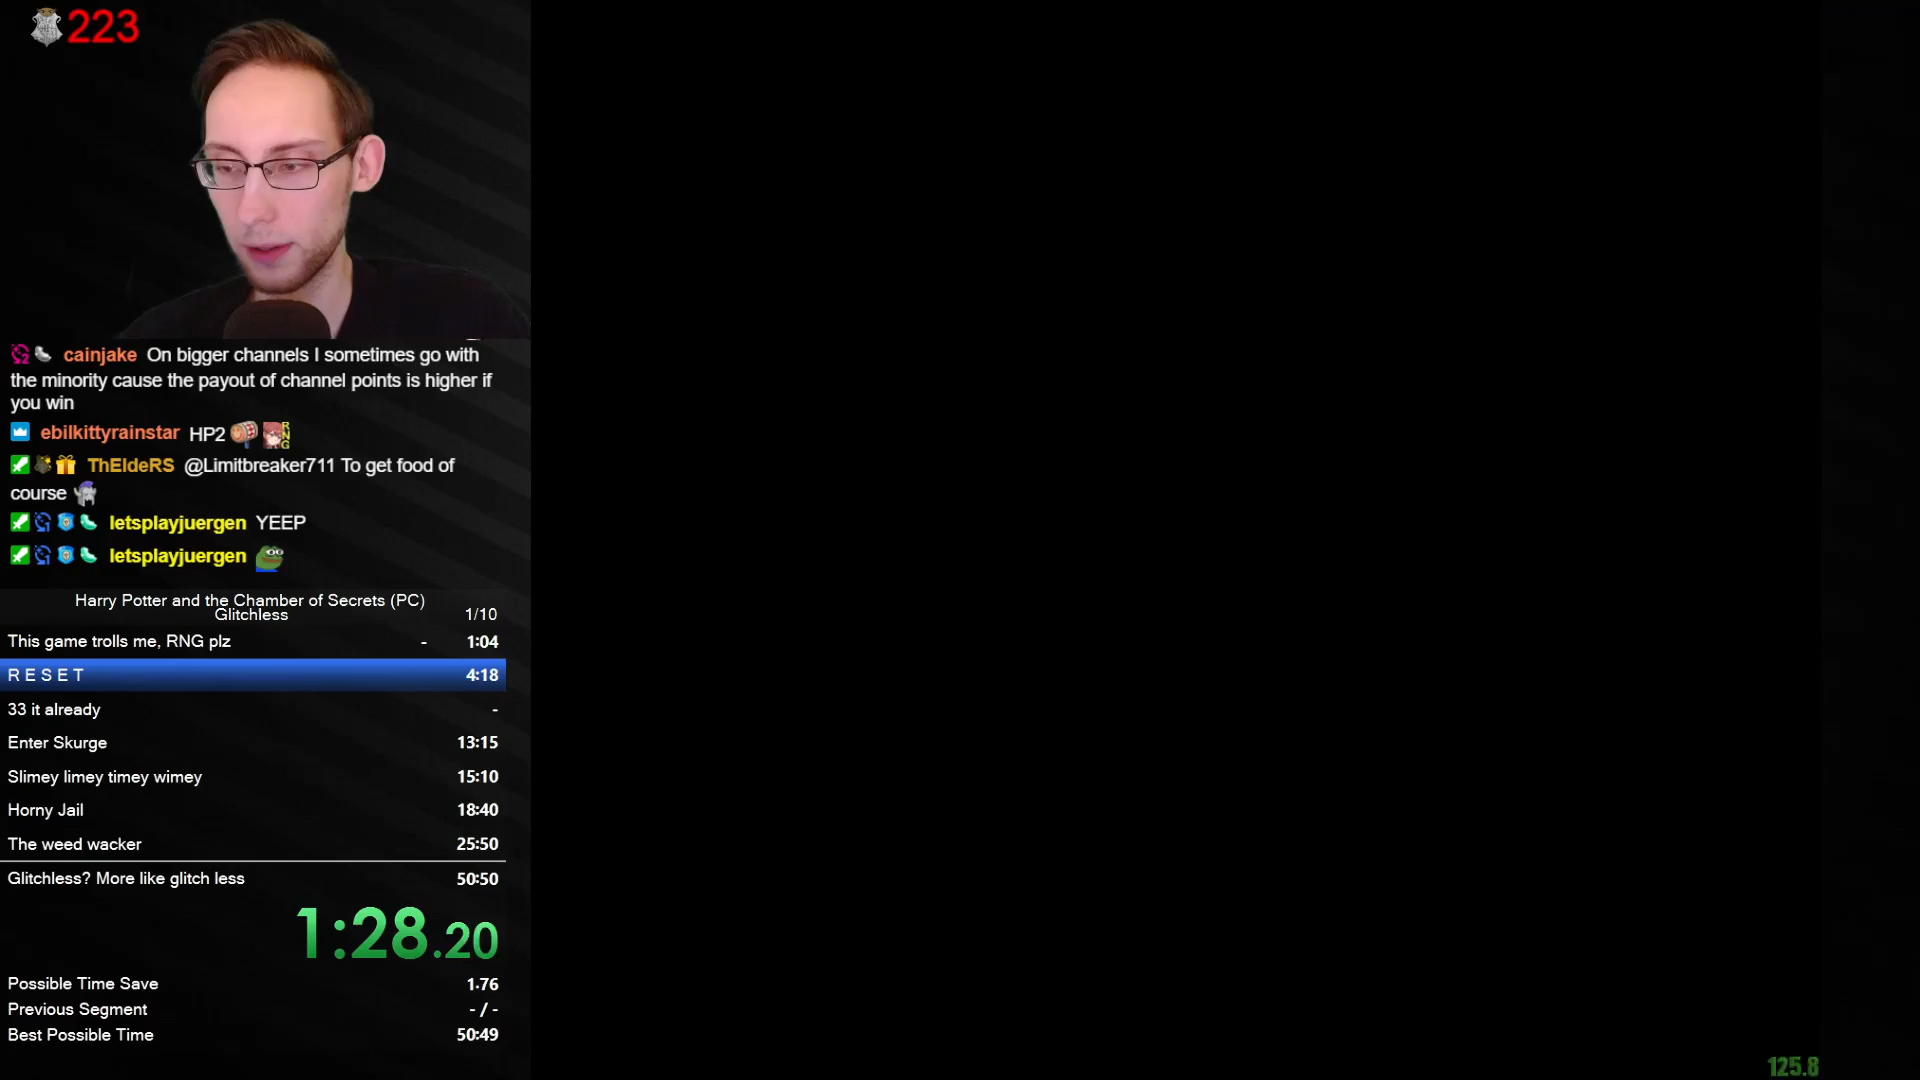 223
cainjake On bigger channels I sometimes go with
the minority cause the payout of channel points is higher if
you win
ebilkittyrainstar HP2
ThEldeRS @Limitbreaker711 To get food of
course
letsplayjuergen YEEP
letsplayjuergen
Harry Potter and the Chamber of Secrets (PC)
Glitchless 1/10
This game trolls me, RNG plz - 1:04
R E S E T 4:18
33 it already -
Enter Skurge 13:15
Slimey limey timey wimey 15:10
Horny Jail 18:40
The weed wacker 25:50
Glitchless? More like glitch less 50:50
1:28.20
Possible Time Save 1.76
Previous Segment - / -
Best Possible Time 50:49
125.8